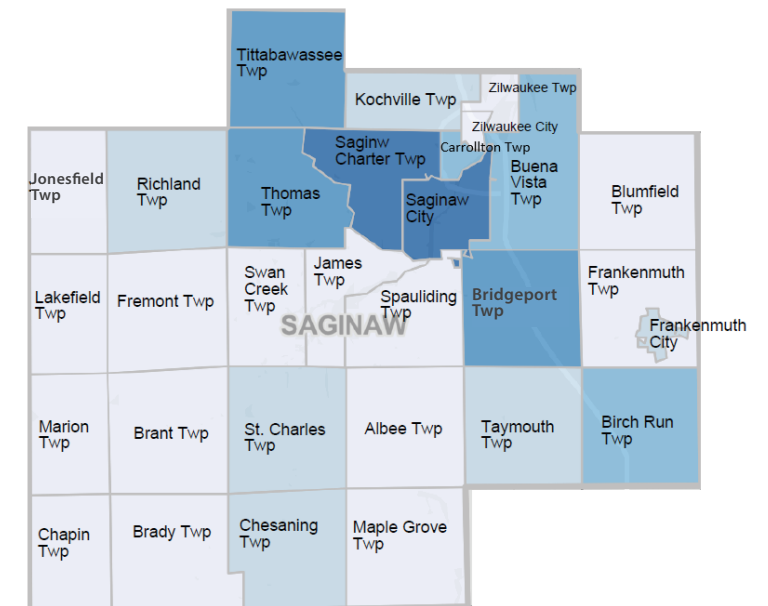 Tittabawassee
Twp
Zilwaukee Twp
Kochville Twp
Zilwaukee City
Saginw
Charter Twp
Carrollton Twp
Buena
Vista
Twp
Jonesfield
Twp
Richland
Twp
Thomas
Twp
Saginaw
City
Blumfield
Twp
James
Twp
Swan
Creek
Twp
Frankenmuth
Twp
Lakefield
Twp
Fremont Twp
Spaulding
Twp
Bridgeport
Twp
SAGINAW
Frankenmuth
City
Marion
Twp
Brant Twp
St. Charles
Twp
Albee Twp
Taymouth
Twp
Birch Run
Twp
Chapin
Twp
Brady Twp
Chesaning
Twp
Maple Grove
Twp